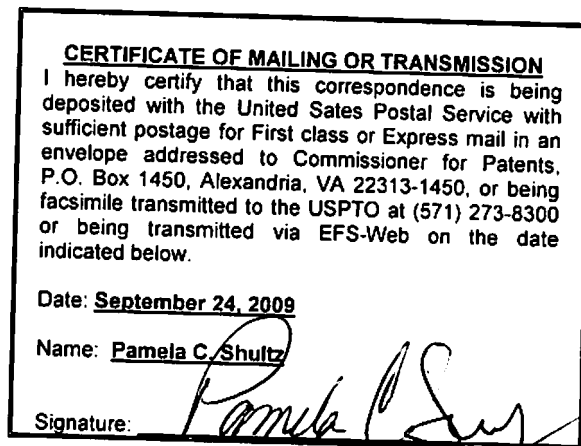 CERTIFICATE OF MAILING OR TRANSMISSION
I hereby certify that this correspondence is being
deposited with the United Sates Postal Service with
sufficient postage for First class or Express mail in an
envelope addressed to Commissioner for Patents,
P.O. Box 1450, Alexandria, VA 22313-1450, or being
facsimile transmitted to the USPTO at (571) 273-8300
or being transmitted via EFS-Web on the date
indicated below.
Date: September 24, 2009
Name: Pamela C. Shultz
Signature: Pamela C